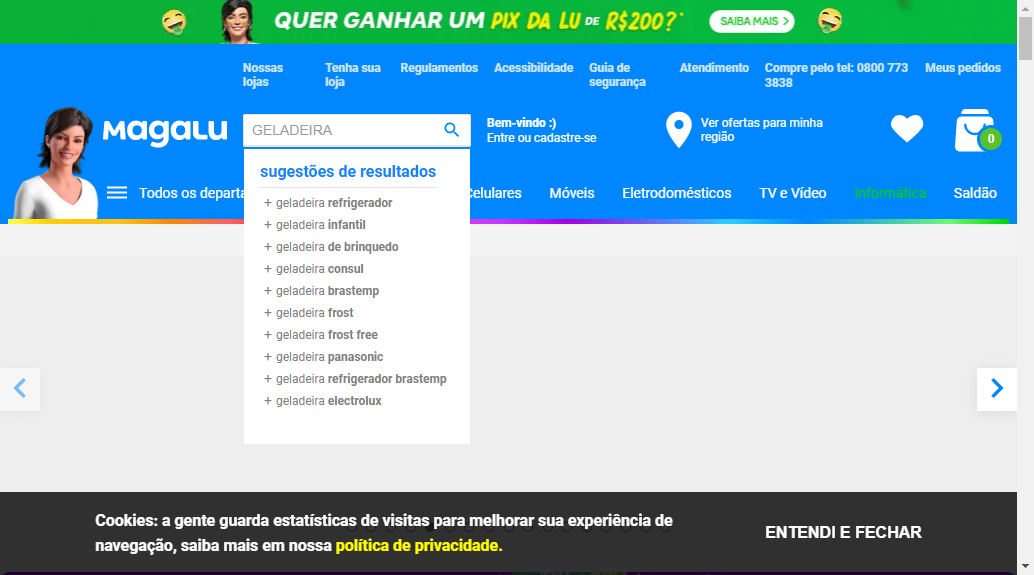 QUER GANHAR UM PIX DA LU DE R$200?*
SAIBA MAIS
Nossas lojas
Tenha sua loja
Regulamentos
Acessibilidade
Guia de segurança
Atendimento
Compre pelo tel: 0800 773 3838
Meus pedidos
MagaLu
GELADEIRA
Bem-vindo :)
Entre ou cadastre-se
Ver ofertas para minha
região
0
Todos os departa
Celulares
Móveis
Eletrodomésticos
TV e Vídeo
Informática
Saldão
sugestões de resultados
+ geladeira refrigerador
+ geladeira infantil
+ geladeira de brinquedo
+ geladeira consul
+ geladeira brastemp
+ geladeira frost
+ geladeira frost free
+ geladeira panasonic
+ geladeira refrigerador brastemp
+ geladeira electrolux
Cookies: a gente guarda estatísticas de visitas para melhorar sua experiência de
navegação, saiba mais em nossa política de privacidade.
ENTENDI E FECHAR